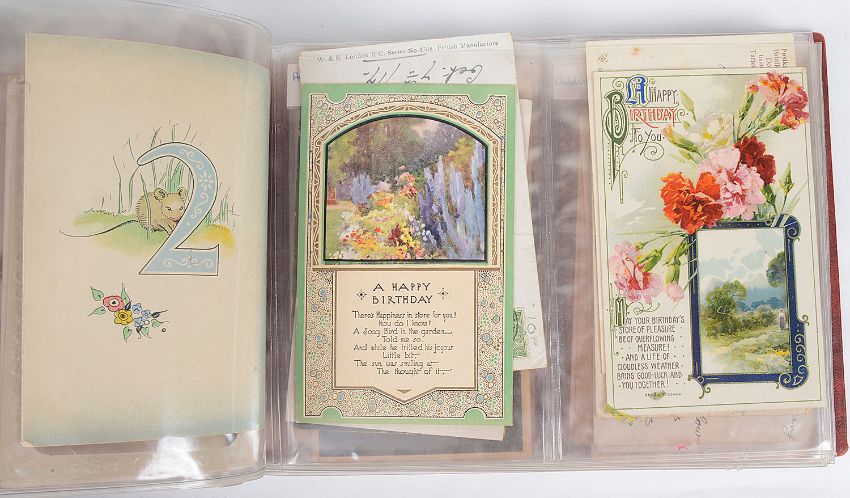 2
W. & K. London E.C. Series No 3768 British Manufacture
A HAPPY
BIRTHDAY
There's Happiness in store for you!
How do I know?
A Song Bird in the garden
Told me so!
And while he trilled his joyous
Little bit,
The sun was smiling at
The thought of it.
A HAPPY
BIRTHDAY
To You
MAY YOUR BIRTHDAY'S
STORE OF PLEASURE
BE OF OVERFLOWING
MEASURE!
AND A LIFE OF
CLOUDLESS WEATHER
BRING GOOD-LUCK AND
YOU TOGETHER!